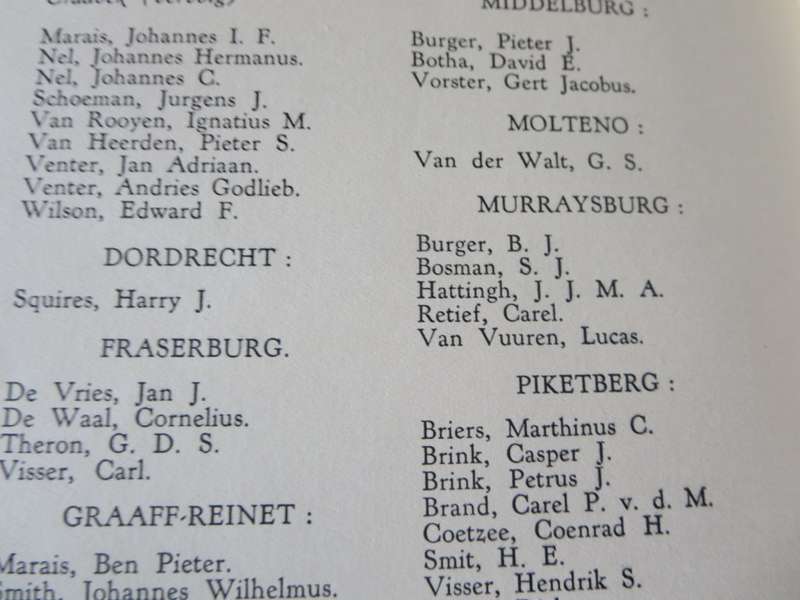 Marais, Johannes I. F.
Nel, Johannes Hermanus.
Nel, Johannes C.
Schoeman, Jurgens J.
Van Rooyen, Ignatius M.
Van Heerden, Pieter S.
Venter, Jan Adriaan.
Venter, Andries Godlieb.
Wilson, Edward F.
DORDRECHT :
Squires, Harry J.
FRASERBURG.
De Vries, Jan J.
De Waal, Cornelius.
Theron, G. D. S.
Visser, Carl.
GRAAFF-REINET :
Marais, Ben Pieter.
Smith, Johannes Wilhelmus.
MIDDELBURG :
Burger, Pieter J.
Botha, David E.
Vorster, Gert Jacobus.
MOLTENO :
Van der Walt, G. S.
MURRAYSBURG :
Burger, B. J.
Bosman, S. J.
Hattingh, J. J. M. A.
Retief, Carel.
Van Vuuren, Lucas.
PIKETBERG :
Briers, Marthinus C.
Brink, Casper J.
Brink, Petrus J.
Brand, Carel P. v. d. M.
Coetzee, Coenrad H.
Smit, H. E.
Visser, Hendrik S.